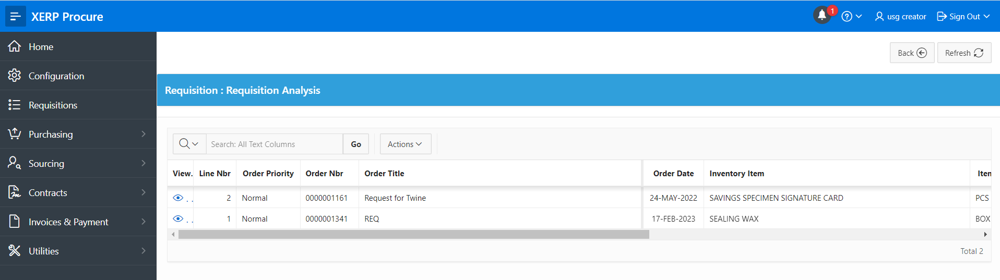 XERP Procure
1
usg creator
Sign Out
Home
Configuration
Requisitions
Purchasing
Sourcing
Contracts
Invoices & Payment
Utilities
Back
Refresh
Requisition : Requisition Analysis
Search: All Text Columns
Go
Actions
View. Line Nbr Order Priority Order Nbr Order Title Order Date Inventory Item Item
. . 2 Normal 0000001161 Request for Twine 24-MAY-2022 SAVINGS SPECIMEN SIGNATURE CARD PCS
. . 1 Normal 0000001341 REQ 17-FEB-2023 SEALING WAX BOX
Total 2